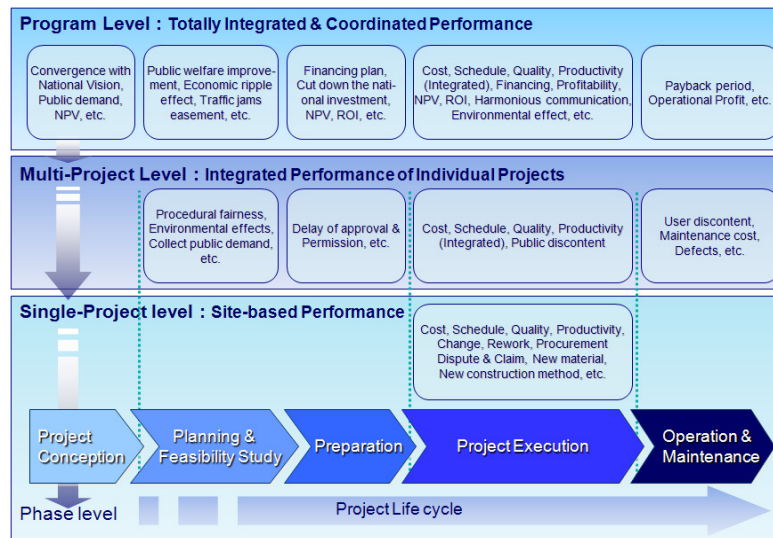 Program Level : Totally Integrated & Coordinated Performance
Convergence with
National Vision,
Public demand,
NPV, etc.
Public welfare improve-
ment, Economic ripple
effect, Traffic jams
easement, etc.
Financing plan,
Cut down the nati
onal investment,
NPV, ROI, etc.
Cost, Schedule, Quality, Productivity
(Integrated), Financing, Profitability,
NPV, ROI, Harmonious communication,
Environmental effect, etc.
Payback period,
Operational Profit, etc.
Multi-Project Level : Integrated Performance of Individual Projects
Procedural fairness,
Environmental effects,
Collect public demand,
etc.
Delay of approval &
Permission, etc.
Cost, Schedule, Quality, Productivity
(Integrated), Public discontent
User discontent,
Maintenance cost,
Defects, etc.
Single-Project level : Site-based Performance
Cost, Schedule, Quality, Productivity,
Change, Rework, Procurement
Dispute & Claim, New material,
New construction method, etc.
Project
Conception
Planning &
Feasibility Study
Preparation
Project Execution
Operation &
Maintenance
Phase level
Project Life cycle